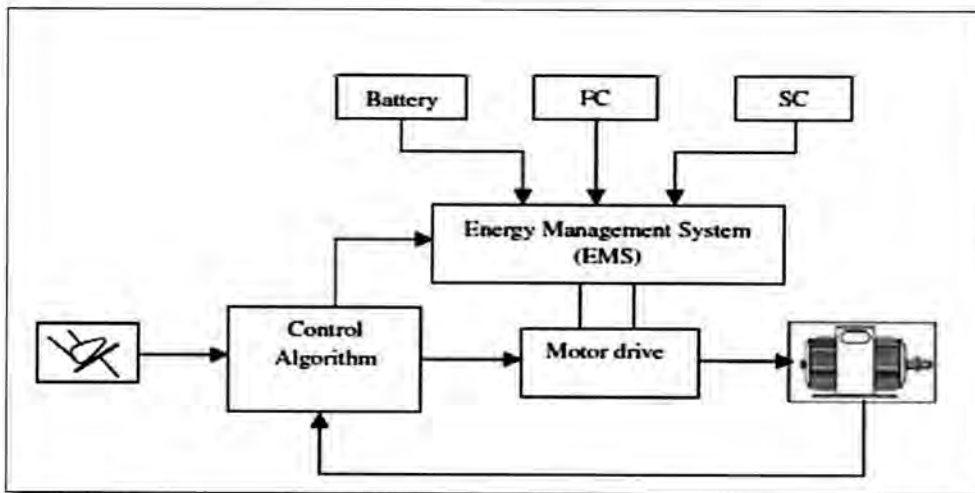 Battery
FC
SC
Energy Management System
(EMS)
Control
Algorithm
Motor drive